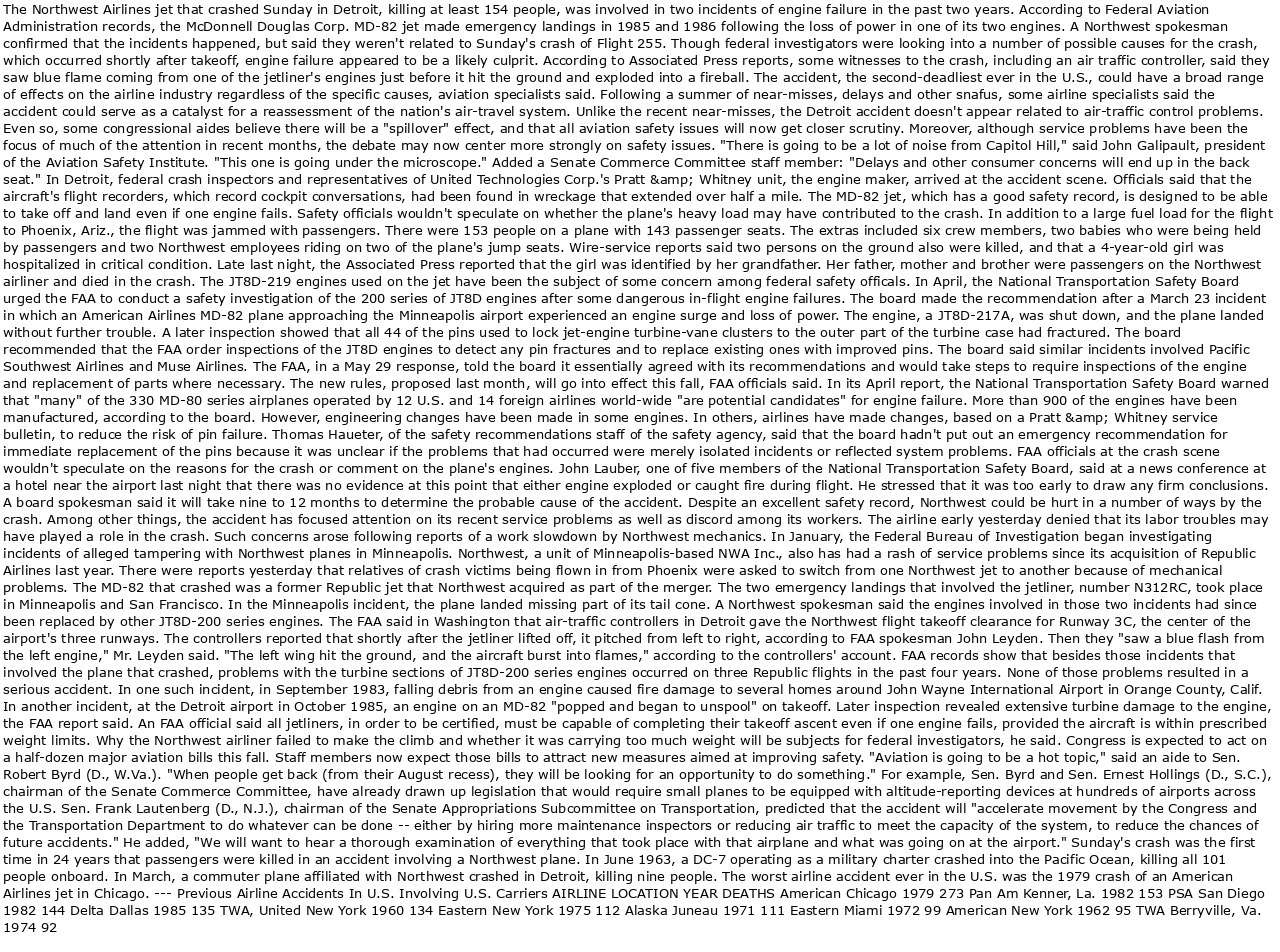 The Northwest Airlines jet that crashed Sunday in Detroit, killing at least 154 people, was involved in two incidents of engine failure in the past two years. According to Federal Aviation
Administration records, the McDonnell Douglas Corp. MD-82 jet made emergency landings in 1985 and 1986 following the loss of power in one of its two engines. A Northwest spokesman
confirmed that the incidents happened, but said they weren't related to Sunday's crash of Flight 255. Though federal investigators were looking into a number of possible causes for the crash,
which occurred shortly after takeoff, engine failure appeared to be a likely culprit. According to Associated Press reports, some witnesses to the crash, including an air traffic controller, said they
saw blue flame coming from one of the jetliner's engines just before it hit the ground and exploded into a fireball. The accident, the second-deadliest ever in the U.S., could have a broad range
of effects on the airline industry regardless of the specific causes, aviation specialists said. Following a summer of near-misses, delays and other snafus, some airline specialists said the
accident could serve as a catalyst for a reassessment of the nation's air-travel system. Unlike the recent near-misses, the Detroit accident doesn't appear related to air-traffic control problems.
Even so, some congressional aides believe there will be a "spillover" effect, and that all aviation safety issues will now get closer scrutiny. Moreover, although service problems have been the
focus of much of the attention in recent months, the debate may now center more strongly on safety issues. "There is going to be a lot of noise from Capitol Hill," said John Galipault, president
of the Aviation Safety Institute. "This one is going under the microscope." Added a Senate Commerce Committee staff member: "Delays and other consumer concerns will end up in the back
seat." In Detroit, federal crash inspectors and representatives of United Technologies Corp.'s Pratt &amp; Whitney unit, the engine maker, arrived at the accident scene. Officials said that the
aircraft's flight recorders, which record cockpit conversations, had been found in wreckage that extended over half a mile. The MD-82 jet, which has a good safety record, is designed to be able
to take off and land even if one engine fails. Safety officials wouldn't speculate on whether the plane's heavy load may have contributed to the crash. In addition to a large fuel load for the flight
to Phoenix, Ariz., the flight was jammed with passengers. There were 153 people on a plane with 143 passenger seats. The extras included six crew members, two babies who were being held
by passengers and two Northwest employees riding on two of the plane's jump seats. Wire-service reports said two persons on the ground also were killed, and that a 4-year-old girl was
hospitalized in critical condition. Late last night, the Associated Press reported that the girl was identified by her grandfather. Her father, mother and brother were passengers on the Northwest
airliner and died in the crash. The JT8D-219 engines used on the jet have been the subject of some concern among federal safety officals. In April, the National Transportation Safety Board
urged the FAA to conduct a safety investigation of the 200 series of JT8D engines after some dangerous in-flight engine failures. The board made the recommendation after a March 23 incident
in which an American Airlines MD-82 plane approaching the Minneapolis airport experienced an engine surge and loss of power. The engine, a JT8D-217A, was shut down, and the plane landed
without further trouble. A later inspection showed that all 44 of the pins used to lock jet-engine turbine-vane clusters to the outer part of the turbine case had fractured. The board
recommended that the FAA order inspections of the JT8D engines to detect any pin fractures and to replace existing ones with improved pins. The board said similar incidents involved Pacific
Southwest Airlines and Muse Airlines. The FAA, in a May 29 response, told the board it essentially agreed with its recommendations and would take steps to require inspections of the engine
and replacement of parts where necessary. The new rules, proposed last month, will go into effect this fall, FAA officials said. In its April report, the National Transportation Safety Board warned
that "many" of the 330 MD-80 series airplanes operated by 12 U.S. and 14 foreign airlines world-wide "are potential candidates" for engine failure. More than 900 of the engines have been
manufactured, according to the board. However, engineering changes have been made in some engines. In others, airlines have made changes, based on a Pratt &amp; Whitney service
bulletin, to reduce the risk of pin failure. Thomas Haueter, of the safety recommendations staff of the safety agency, said that the board hadn't put out an emergency recommendation for
immediate replacement of the pins because it was unclear if the problems that had occurred were merely isolated incidents or reflected system problems. FAA officials at the crash scene
wouldn't speculate on the reasons for the crash or comment on the plane's engines. John Lauber, one of five members of the National Transportation Safety Board, said at a news conference at
a hotel near the airport last night that there was no evidence at this point that either engine exploded or caught fire during flight. He stressed that it was too early to draw any firm conclusions.
A board spokesman said it will take nine to 12 months to determine the probable cause of the accident. Despite an excellent safety record, Northwest could be hurt in a number of ways by the
crash. Among other things, the accident has focused attention on its recent service problems as well as discord among its workers. The airline early yesterday denied that its labor troubles may
have played a role in the crash. Such concerns arose following reports of a work slowdown by Northwest mechanics. In January, the Federal Bureau of Investigation began investigating
incidents of alleged tampering with Northwest planes in Minneapolis. Northwest, a unit of Minneapolis-based NWA Inc., also has had a rash of service problems since its acquisition of Republic
Airlines last year. There were reports yesterday that relatives of crash victims being flown in from Phoenix were asked to switch from one Northwest jet to another because of mechanical
problems. The MD-82 that crashed was a former Republic jet that Northwest acquired as part of the merger. The two emergency landings that involved the jetliner, number N312RC, took place
in Minneapolis and San Francisco. In the Minneapolis incident, the plane landed missing part of its tail cone. A Northwest spokesman said the engines involved in those two incidents had since
been replaced by other JT8D-200 series engines. The FAA said in Washington that air-traffic controllers in Detroit gave the Northwest flight takeoff clearance for Runway 3C, the center of the
airport's three runways. The controllers reported that shortly after the jetliner lifted off, it pitched from left to right, according to FAA spokesman John Leyden. Then they "saw a blue flash from
the left engine," Mr. Leyden said. "The left wing hit the ground, and the aircraft burst into flames," according to the controllers' account. FAA records show that besides those incidents that
involved the plane that crashed, problems with the turbine sections of JT8D-200 series engines occurred on three Republic flights in the past four years. None of those problems resulted in a
serious accident. In one such incident, in September 1983, falling debris from an engine caused fire damage to several homes around John Wayne International Airport in Orange County, Calif.
In another incident, at the Detroit airport in October 1985, an engine on an MD-82 "popped and began to unspool" on takeoff. Later inspection revealed extensive turbine damage to the engine,
the FAA report said. An FAA official said all jetliners, in order to be certified, must be capable of completing their takeoff ascent even if one engine fails, provided the aircraft is within prescribed
weight limits. Why the Northwest airliner failed to make the climb and whether it was carrying too much weight will be subjects for federal investigators, he said. Congress is expected to act on
a half-dozen major aviation bills this fall. Staff members now expect those bills to attract new measures aimed at improving safety. "Aviation is going to be a hot topic," said an aide to Sen.
Robert Byrd (D., W.Va.). "When people get back (from their August recess), they will be looking for an opportunity to do something." For example, Sen. Byrd and Sen. Ernest Hollings (D., S.C.),
chairman of the Senate Commerce Committee, have already drawn up legislation that would require small planes to be equipped with altitude-reporting devices at hundreds of airports across
the U.S. Sen. Frank Lautenberg (D., N.J.), chairman of the Senate Appropriations Subcommittee on Transportation, predicted that the accident will "accelerate movement by the Congress and
the Transportation Department to do whatever can be done -- either by hiring more maintenance inspectors or reducing air traffic to meet the capacity of the system, to reduce the chances of
future accidents." He added, "We will want to hear a thorough examination of everything that took place with that airplane and what was going on at the airport." Sunday's crash was the first
time in 24 years that passengers were killed in an accident involving a Northwest plane. In June 1963, a DC-7 operating as a military charter crashed into the Pacific Ocean, killing all 101
people onboard. In March, a commuter plane affiliated with Northwest crashed in Detroit, killing nine people. The worst airline accident ever in the U.S. was the 1979 crash of an American
Airlines jet in Chicago. --- Previous Airline Accidents In U.S. Involving U.S. Carriers AIRLINE LOCATION YEAR DEATHS American Chicago 1979 273 Pan Am Kenner, La. 1982 153 PSA San Diego
1982 144 Delta Dallas 1985 135 TWA, United New York 1960 134 Eastern New York 1975 112 Alaska Juneau 1971 111 Eastern Miami 1972 99 American New York 1962 95 TWA Berryville, Va.
1974 92